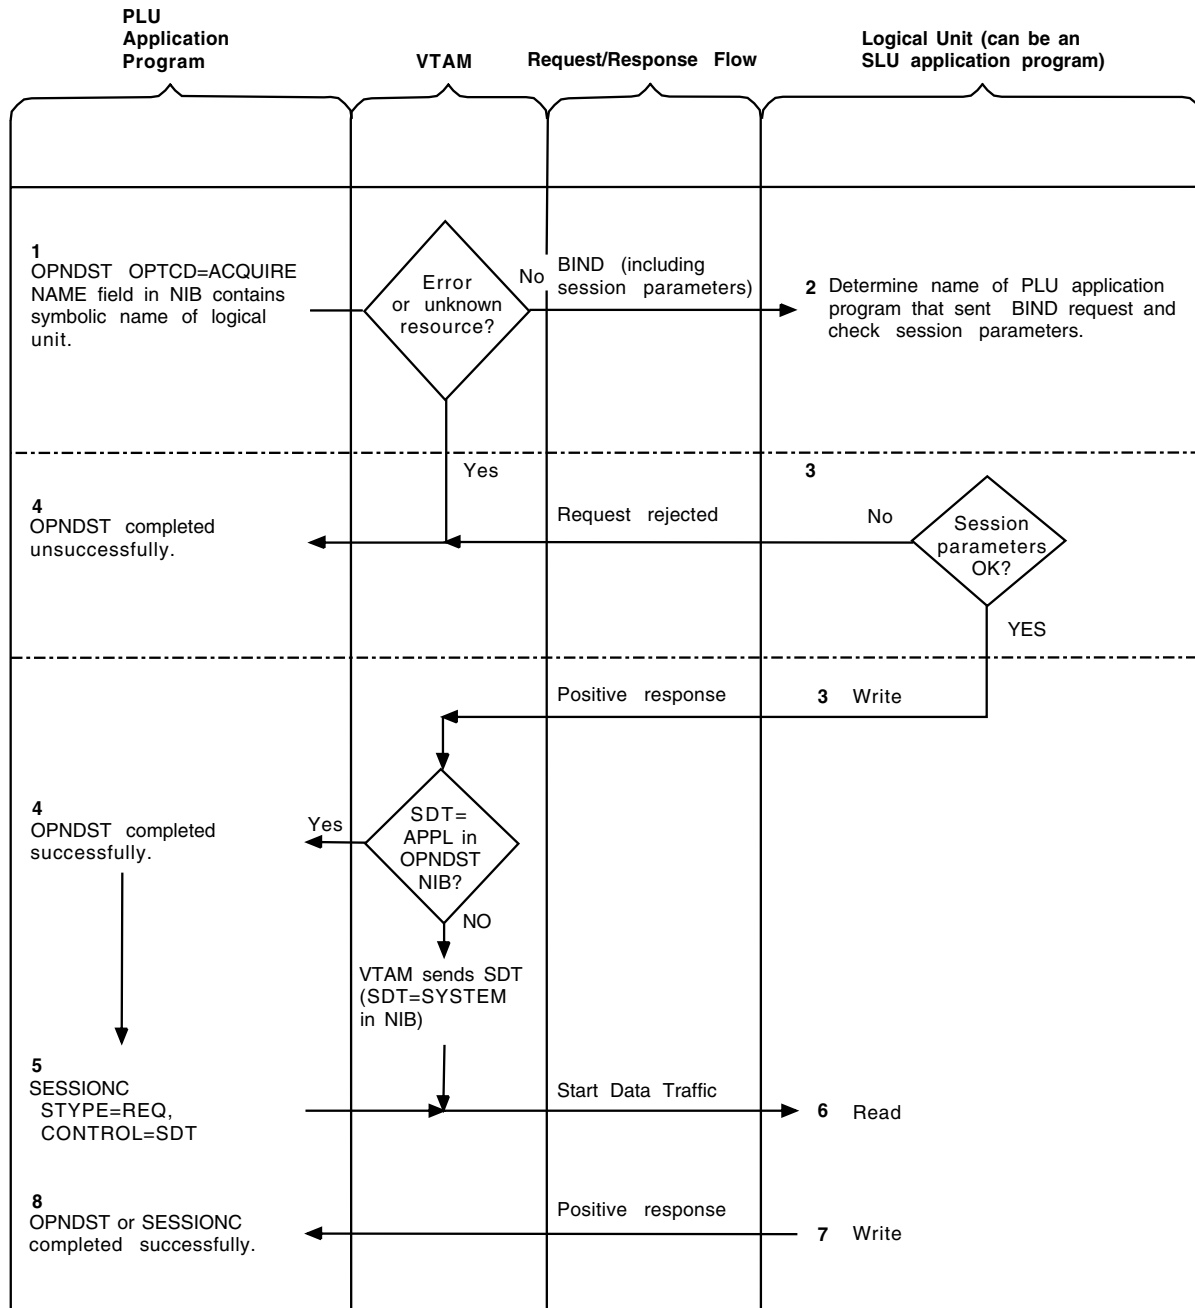 PLU
Application
Program
VTAM
Request/Response Flow
Logical Unit (can be an
SLU application program)
1
OPNDST OPTCD=ACQUIRE
NAME field in NIB contains
symbolic name of logical
unit.
Error
or unknown
resource?
No
BIND (including
session parameters)
2 Determine name of PLU application
program that sent BIND request and
check session parameters.
Yes
3
4
OPNDST completed
unsuccessfully.
Request rejected
No
Session
parameters
OK?
YES
Positive response
3 Write
4
OPNDST completed
successfully.
Yes
SDT=
APPL in
OPNDST
NIB?
NO
VTAM sends SDT
(SDT=SYSTEM
in NIB)
5
SESSIONC
STYPE=REQ,
CONTROL=SDT
Start Data Traffic
6 Read
8
OPNDST or SESSIONC
completed successfully.
Positive response
7 Write